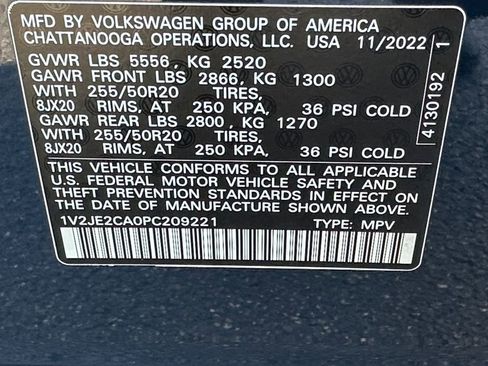 MFD BY VOLKSWAGEN GROUP OF AMERICA
CHATTANOOGA OPERATIONS, LLC. USA 11/2022
GVWR LBS 5556 , KG 2520
GAWR FRONT LBS 2866, KG 1300
WITH 255/50R20 TIRES,
8JX20 RIMS, AT 250 KPA, 36 PSI COLD
GAWR REAR LBS 2800 , KG 1270
WITH 255/50R20 TIRES,
8JX20 RIMS, AT 250 KPA, 36 PSI COLD
THIS VEHICLE CONFORMS TO ALL APPLICABLE
U.S. FEDERAL MOTOR VEHICLE SAFETY AND
THEFT PREVENTION STANDARDS IN EFFECT ON
THE DATE OF MANUFACTURE SHOWN ABOVE.
1V2JE2CA0PC209221 TYPE: MPV
4130192 1